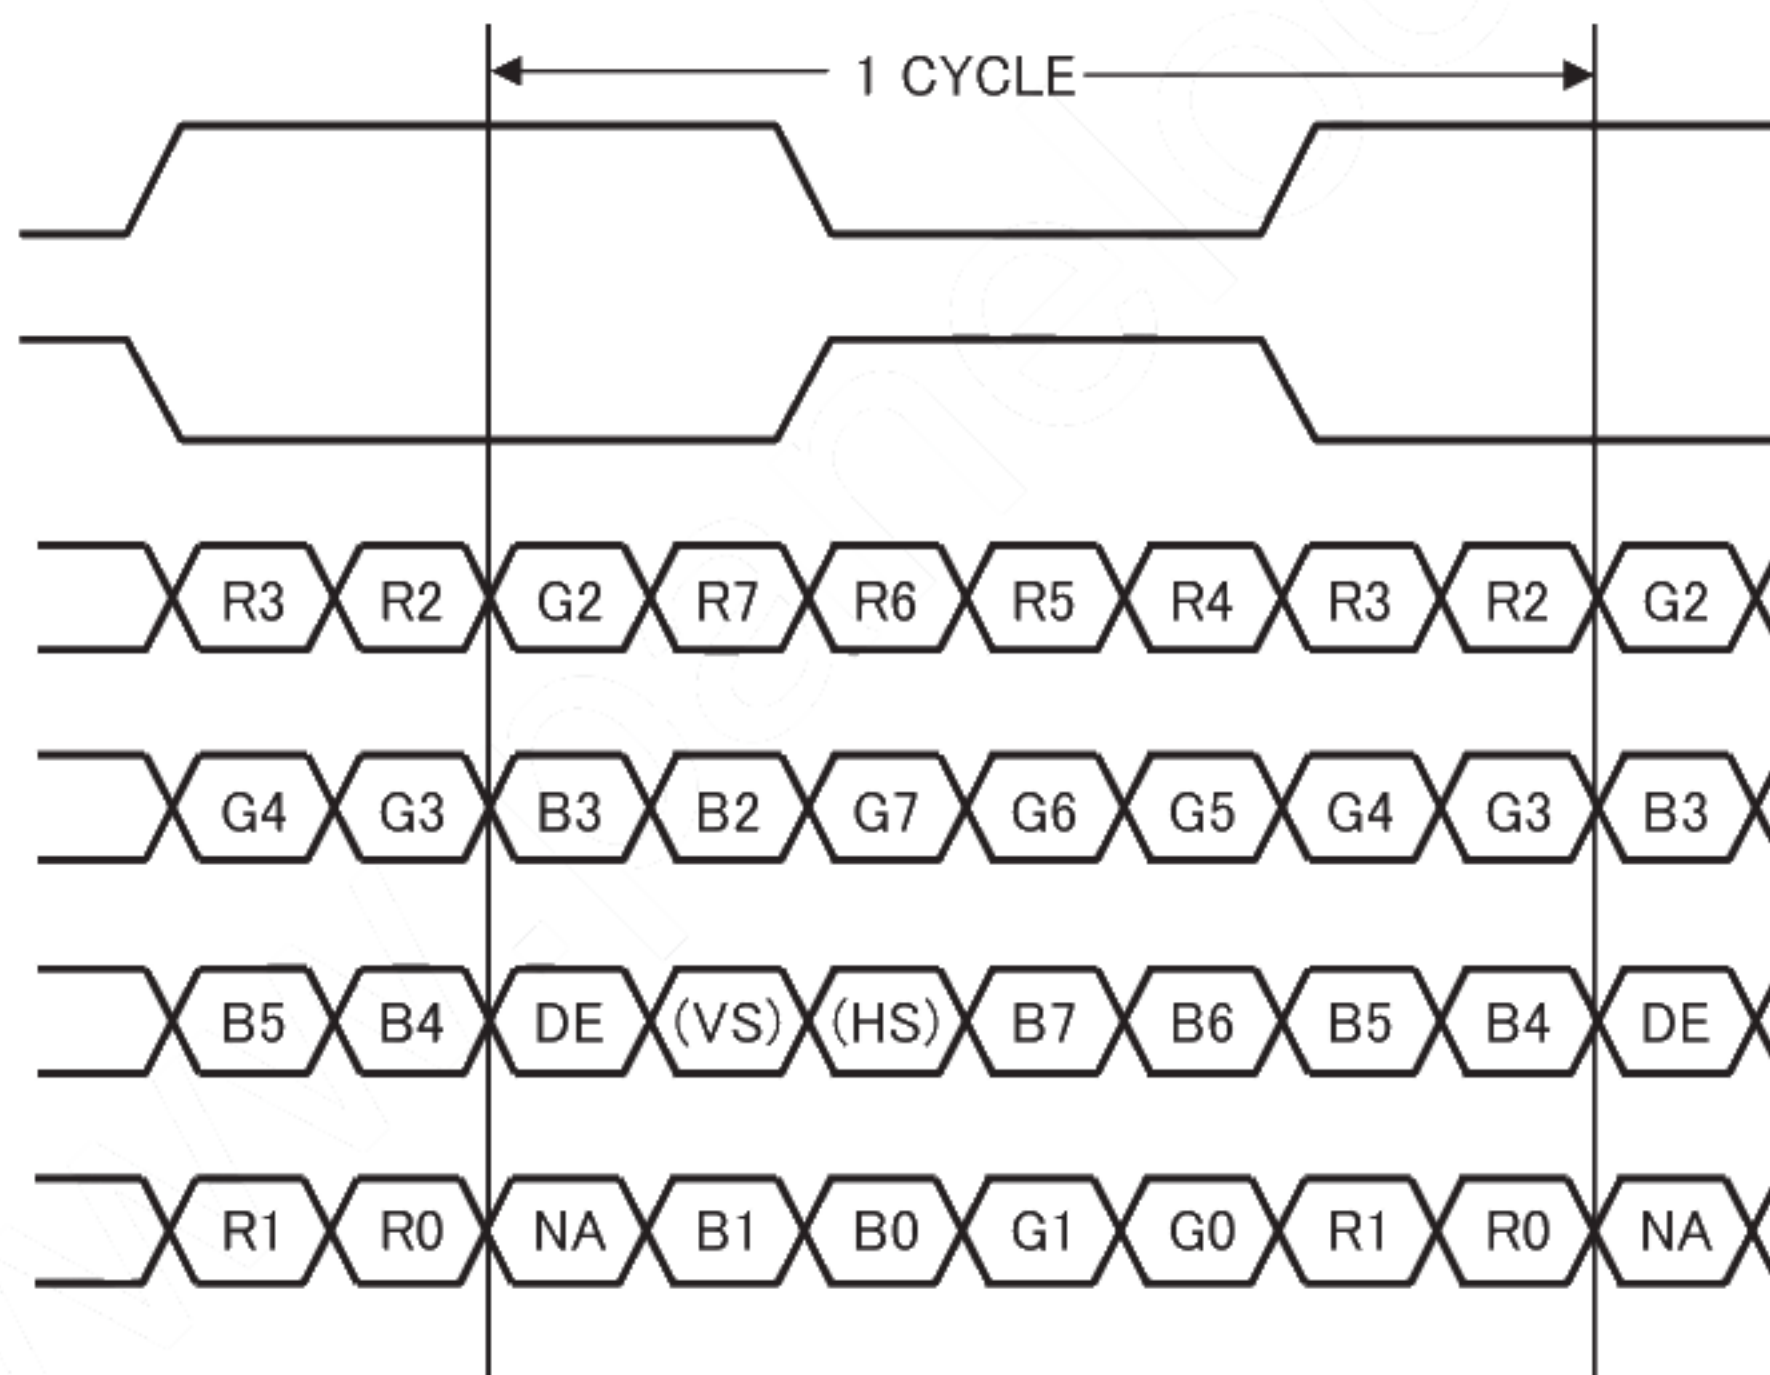 1 CYCLE
R3 R2 G2 R7 R6 R5 R4 R3 R2 G2
G4 G3 B3 B2 G7 G6 G5 G4 G3 B3
B5 B4 DE (VS) (HS) B7 B6 B5 B4 DE
R1 R0 NA B1 B0 G1 G0 R1 R0 NA